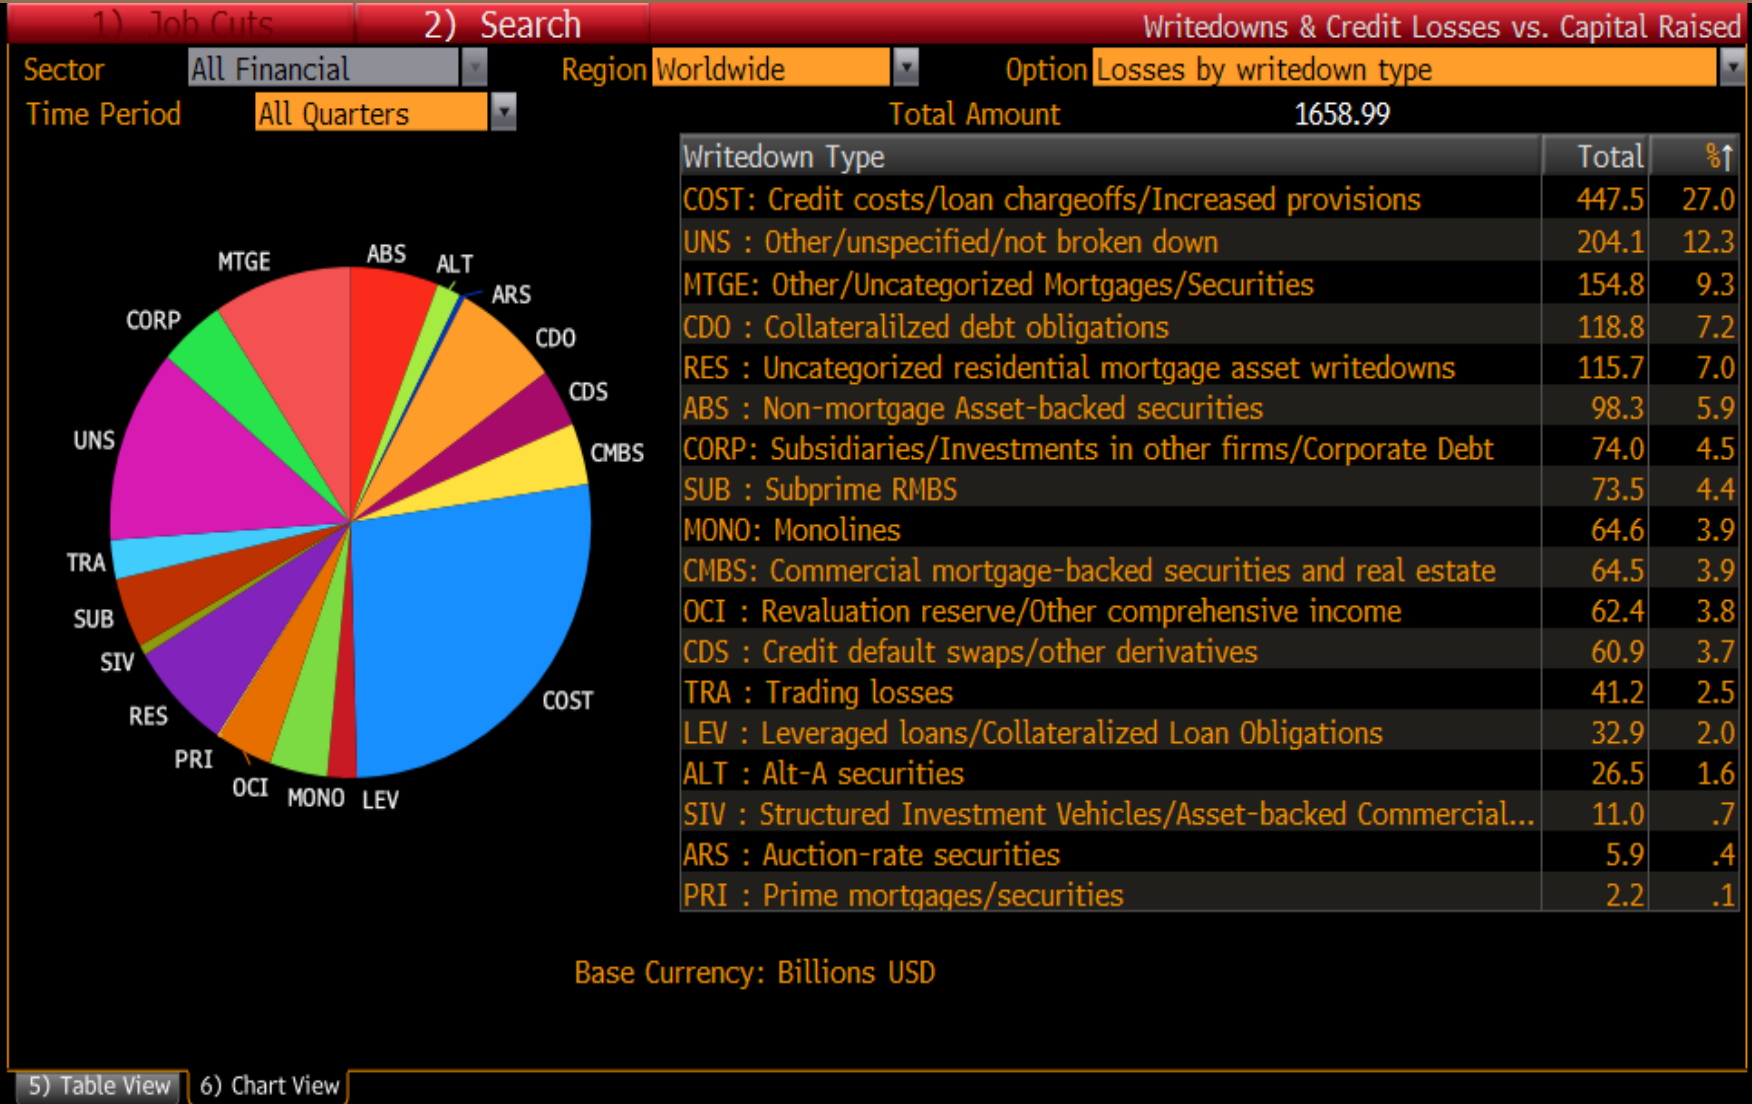 1) Job Cuts 2) Search Writedowns & Credit Losses vs. Capital Raised
Sector All Financial Region Worldwide Option Losses by writedown type
Time Period All Quarters Total Amount 1658.99
Writedown Type Total %↑
COST: Credit costs/loan chargeoffs/Increased provisions 447.5 27.0
UNS : Other/unspecified/not broken down 204.1 12.3
MTGE: Other/Uncategorized Mortgages/Securities 154.8 9.3
CDO : Collateralilzed debt obligations 118.8 7.2
RES : Uncategorized residential mortgage asset writedowns 115.7 7.0
ABS : Non-mortgage Asset-backed securities 98.3 5.9
CORP: Subsidiaries/Investments in other firms/Corporate Debt 74.0 4.5
SUB : Subprime RMBS 73.5 4.4
MONO: Monolines 64.6 3.9
CMBS: Commercial mortgage-backed securities and real estate 64.5 3.9
OCI : Revaluation reserve/Other comprehensive income 62.4 3.8
CDS : Credit default swaps/other derivatives 60.9 3.7
TRA : Trading losses 41.2 2.5
LEV : Leveraged loans/Collateralized Loan Obligations 32.9 2.0
ALT : Alt-A securities 26.5 1.6
SIV : Structured Investment Vehicles/Asset-backed Commercial... 11.0 .7
ARS : Auction-rate securities 5.9 .4
PRI : Prime mortgages/securities 2.2 .1
ABS
ALT
ARS
CDO
CDS
CMBS
COST
LEV
MONO
OCI
PRI
RES
SIV
SUB
TRA
UNS
CORP
MTGE
Base Currency: Billions USD
5) Table View 6) Chart View